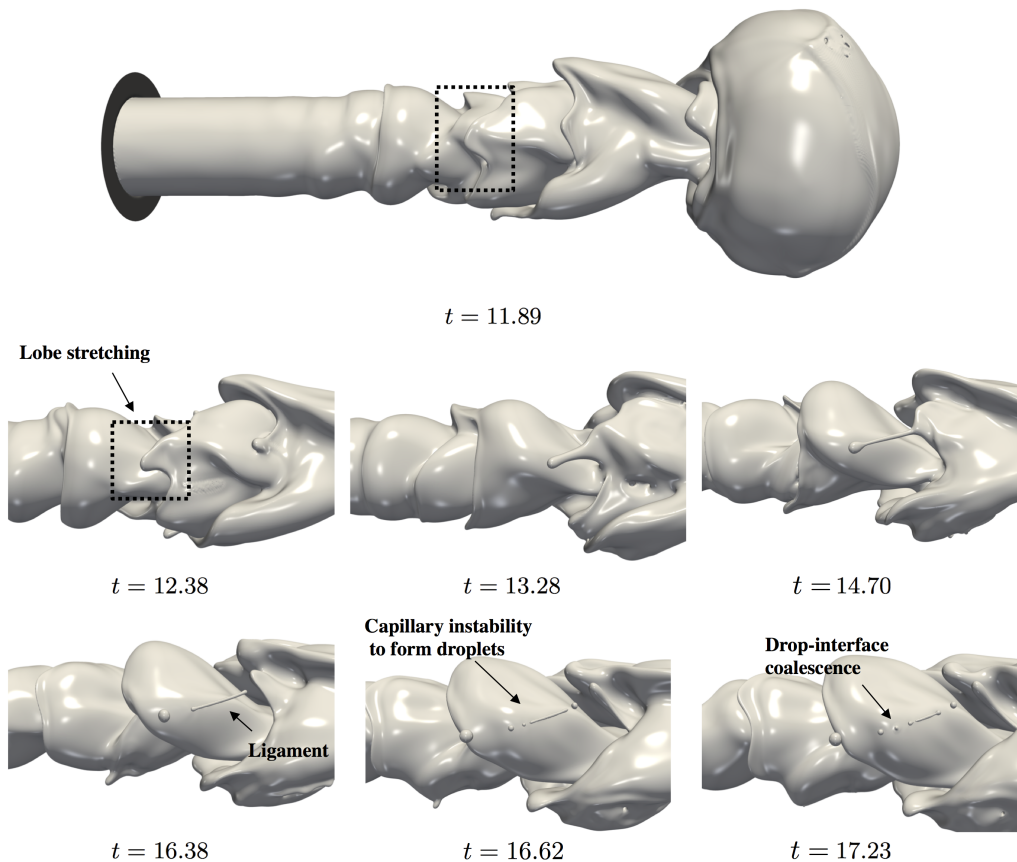 t = 11.89
Lobe stretching
t = 12.38
t = 13.28
t = 14.70
Capillary instability
to form droplets
Drop-interface
coalescence
Ligament
t = 16.38
t = 16.62
t = 17.23